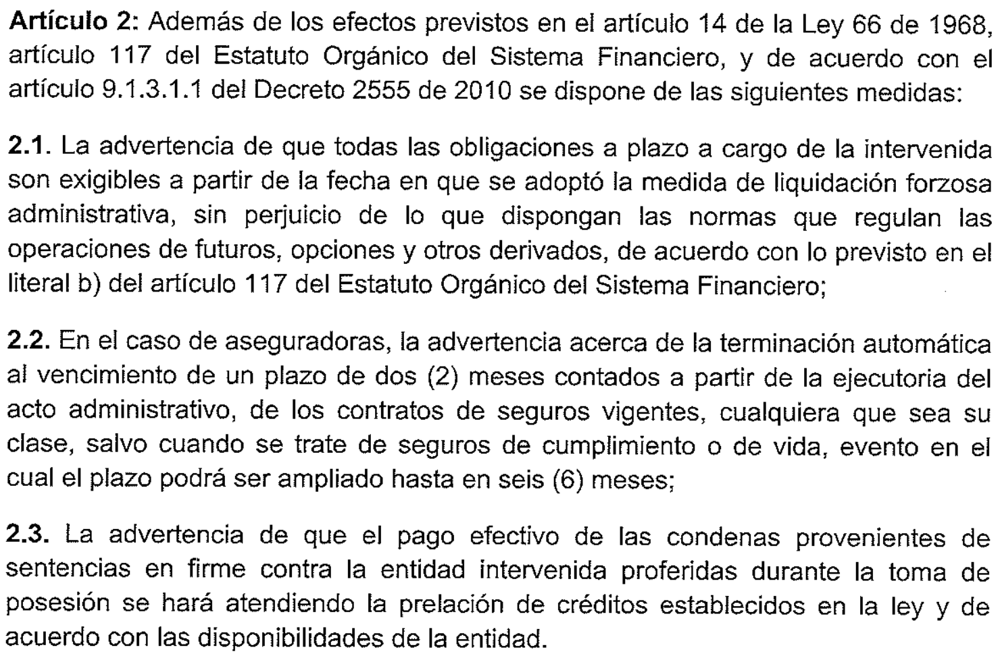 Artículo 2: Además de los efectos previstos en el artículo 14 de la Ley 66 de 1968,
artículo 117 del Estatuto Orgánico del Sistema Financiero, y de acuerdo con el
artículo 9.1.3.1.1 del Decreto 2555 de 2010 se dispone de las siguientes medidas:
2.1. La advertencia de que todas las obligaciones a plazo a cargo de la intervenida
son exigibles a partir de la fecha en que se adoptó la medida de liquidación forzosa
administrativa, sin perjuicio de lo que dispongan las normas que regulan las
operaciones de futuros, opciones y otros derivados, de acuerdo con lo previsto en el
literal b) del artículo 117 del Estatuto Orgánico del Sistema Financiero;
2.2. En el caso de aseguradoras, la advertencia acerca de la terminación automática
al vencimiento de un plazo de dos (2) meses contados a partir de la ejecutoria del
acto administrativo, de los contratos de seguros vigentes, cualquiera que sea su
clase, salvo cuando se trate de seguros de cumplimiento o de vida, evento en el
cual el plazo podrá ser ampliado hasta en seis (6) meses;
2.3. La advertencia de que el pago efectivo de las condenas provenientes de
sentencias en firme contra la entidad intervenida proferidas durante la toma de
posesión se hará atendiendo la prelación de créditos establecidos en la ley y de
acuerdo con las disponibilidades de la entidad.